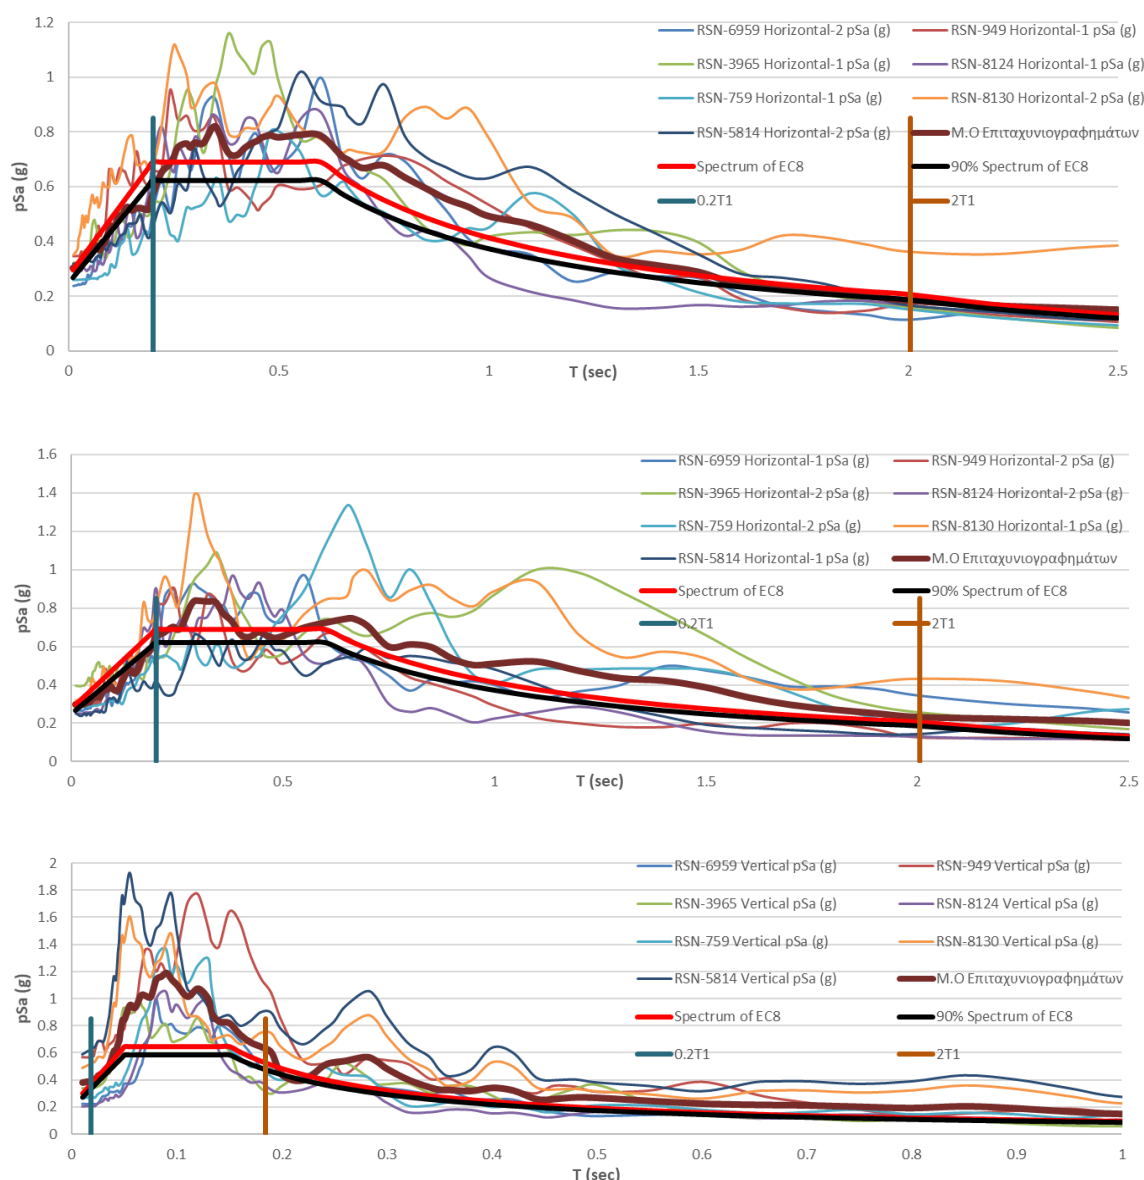 RSN-6959 Horizontal-2 pSa (g) RSN-949 Horizontal-1 pSa (g)
RSN-3965 Horizontal-1 pSa (g) RSN-8124 Horizontal-1 pSa (g)
RSN-759 Horizontal-1 pSa (g) RSN-8130 Horizontal-2 pSa (g)
RSN-5814 Horizontal-2 pSa (g) Μ.Ο Επιταχυνιογραφημάτων
Spectrum of EC8 90% Spectrum of EC8
0.2T1 2T1
1.2
1
0.8
0.6
0.4
0.2
0
pSa (g)
0 0.5 1 1.5 2 2.5
T (sec)
RSN-6959 Horizontal-1 pSa (g) RSN-949 Horizontal-2 pSa (g)
RSN-3965 Horizontal-2 pSa (g) RSN-8124 Horizontal-2 pSa (g)
RSN-759 Horizontal-2 pSa (g) RSN-8130 Horizontal-1 pSa (g)
RSN-5814 Horizontal-1 pSa (g) Μ.Ο Επιταχυνιογραφημάτων
Spectrum of EC8 90% Spectrum of EC8
0.2T1 2T1
1.6
1.4
1.2
1
0.8
0.6
0.4
0.2
0
pSa (g)
0 0.5 1 1.5 2 2.5
T (sec)
RSN-6959 Vertical pSa (g) RSN-949 Vertical pSa (g)
RSN-3965 Vertical pSa (g) RSN-8124 Vertical pSa (g)
RSN-759 Vertical pSa (g) RSN-8130 Vertical pSa (g)
RSN-5814 Vertical pSa (g) Μ.Ο Επιταχυνιογραφημάτων
Spectrum of EC8 90% Spectrum of EC8
0.2T1 2T1
2
1.8
1.6
1.4
1.2
1
0.8
0.6
0.4
0.2
0
pSa (g)
0 0.1 0.2 0.3 0.4 0.5 0.6 0.7 0.8 0.9 1
T (sec)